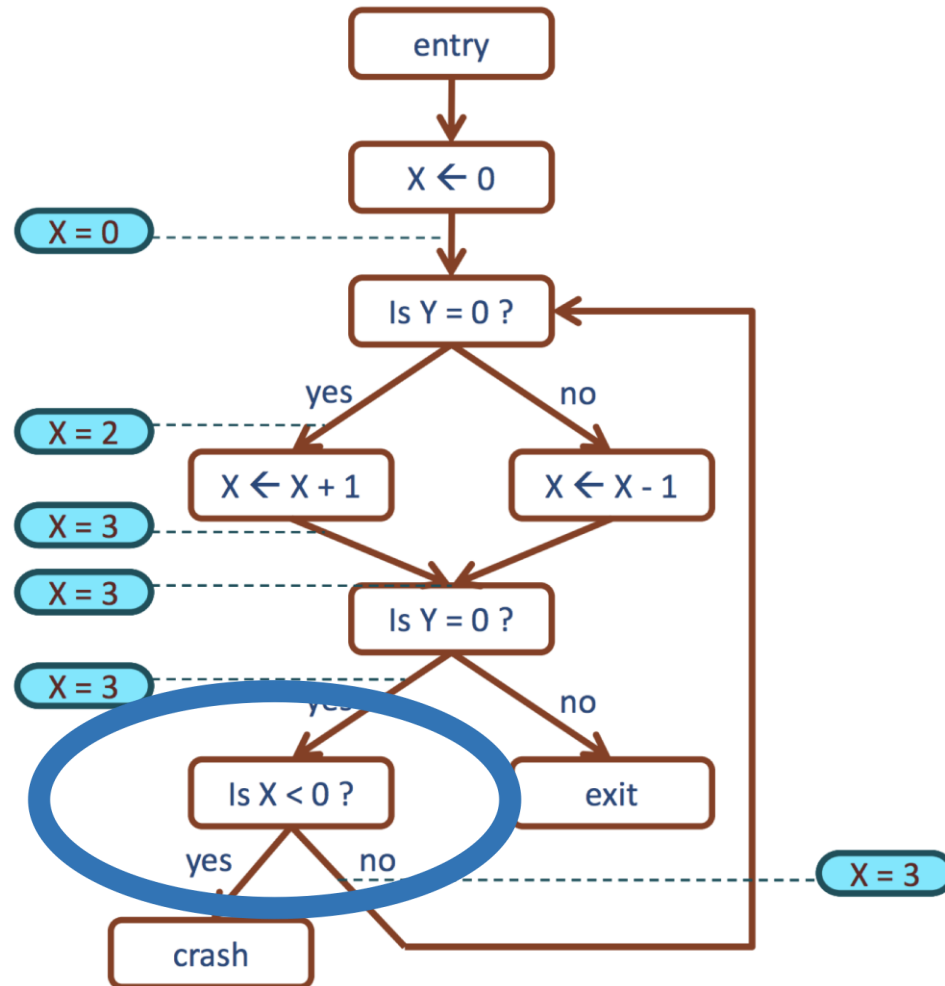 entry
X ← 0
X = 0
Is Y = 0 ?
yes
no
X = 2
X ← X + 1
X ← X - 1
X = 3
X = 3
Is Y = 0 ?
X = 3
yes
no
Is X < 0 ?
exit
yes
no
X = 3
crash